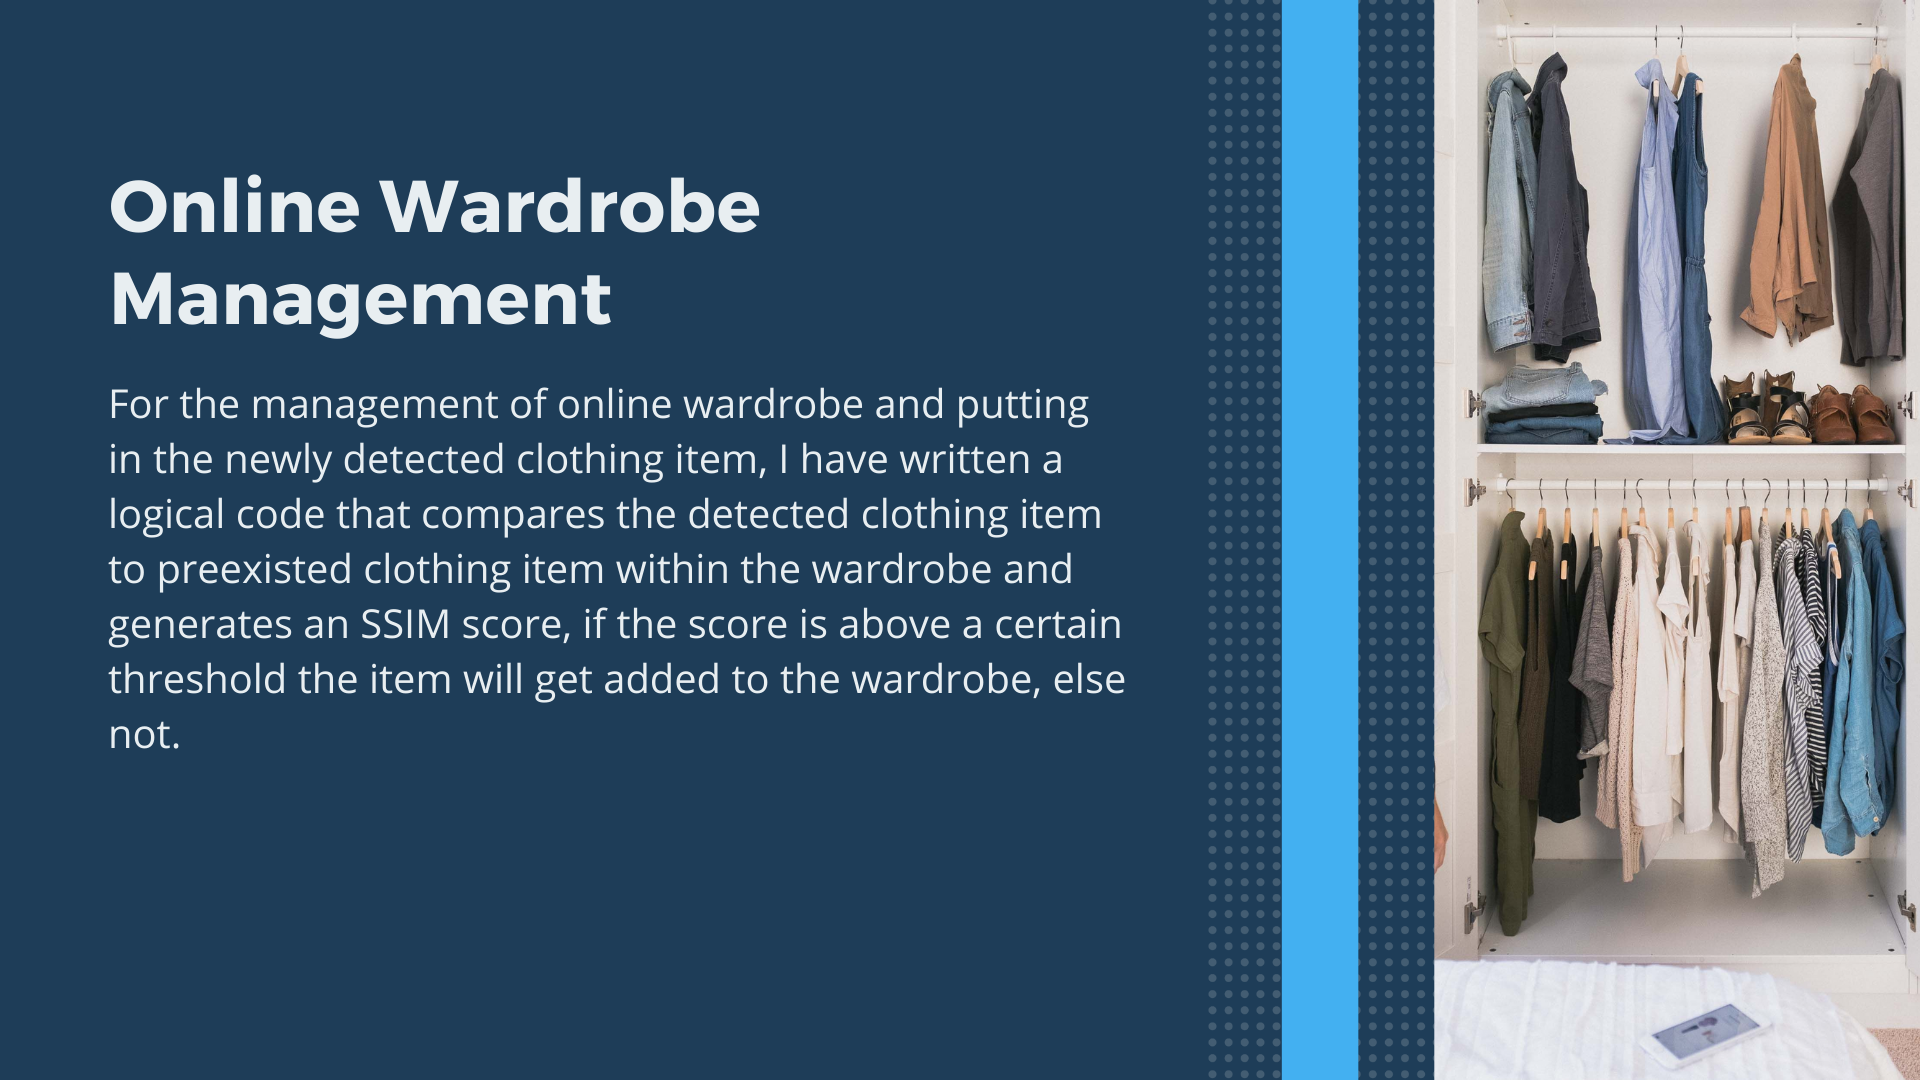 Online Wardrobe
Management
For the management of online wardrobe and putting
in the newly detected clothing item, I have written a
logical code that compares the detected clothing item
to preexisted clothing item within the wardrobe and
generates an SSIM score, if the score is above a certain
threshold the item will get added to the wardrobe, else
not.